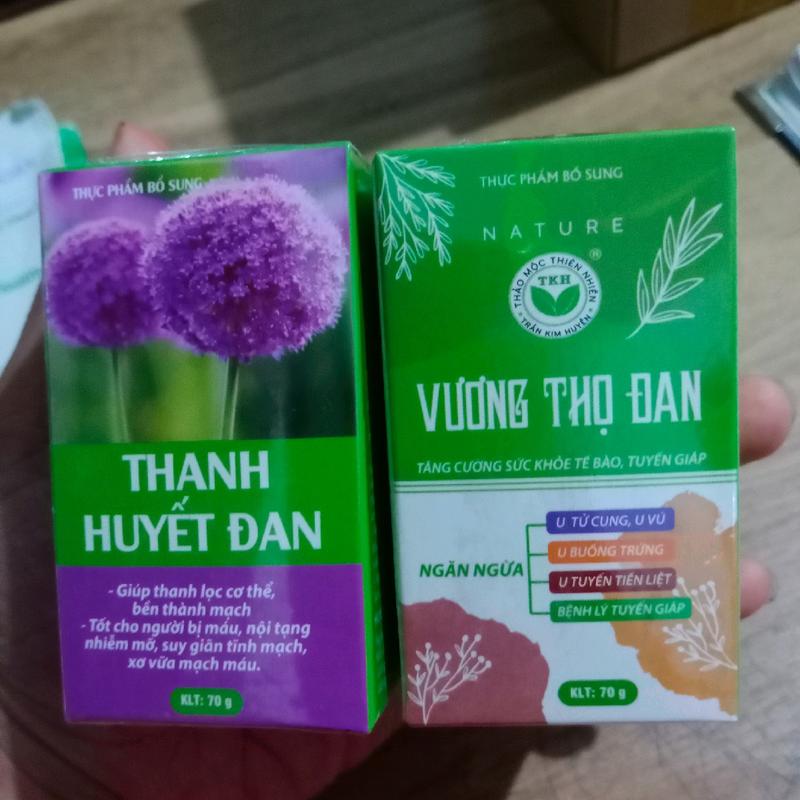 THỰC PHẨM BỔ SUNG
THANH
HUYẾT ĐAN
- Giúp thanh lọc cơ thể,
bền thành mạch
- Tốt cho người bị máu, nội tạng
nhiễm mỡ, suy giãn tĩnh mạch,
xơ vữa mạch máu.
KLT: 70 g
THỰC PHẨM BỔ SUNG
NATURE
®
THẢO MỘC THIÊN NHIÊN
TKH
TRẦN KIM HUYỀN
VƯƠNG THỌ ĐAN
TĂNG CƯỜNG SỨC KHỎE TẾ BÀO, TUYẾN GIÁP
NGĂN NGỪA
U TỬ CUNG, U VÚ
U BUỒNG TRỨNG
U TUYẾN TIỀN LIỆT
BỆNH LÝ TUYẾN GIÁP
KLT: 70 g